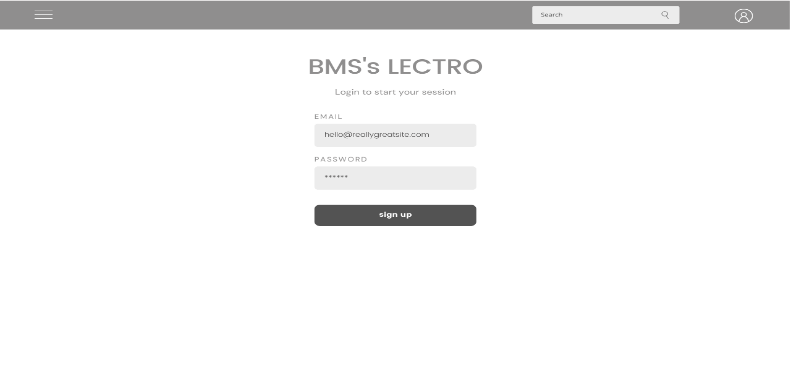 Search
BMS's LECTRO
Login to start your session
EMAIL
hello@reallygreatsite.com
PASSWORD
******
sign up